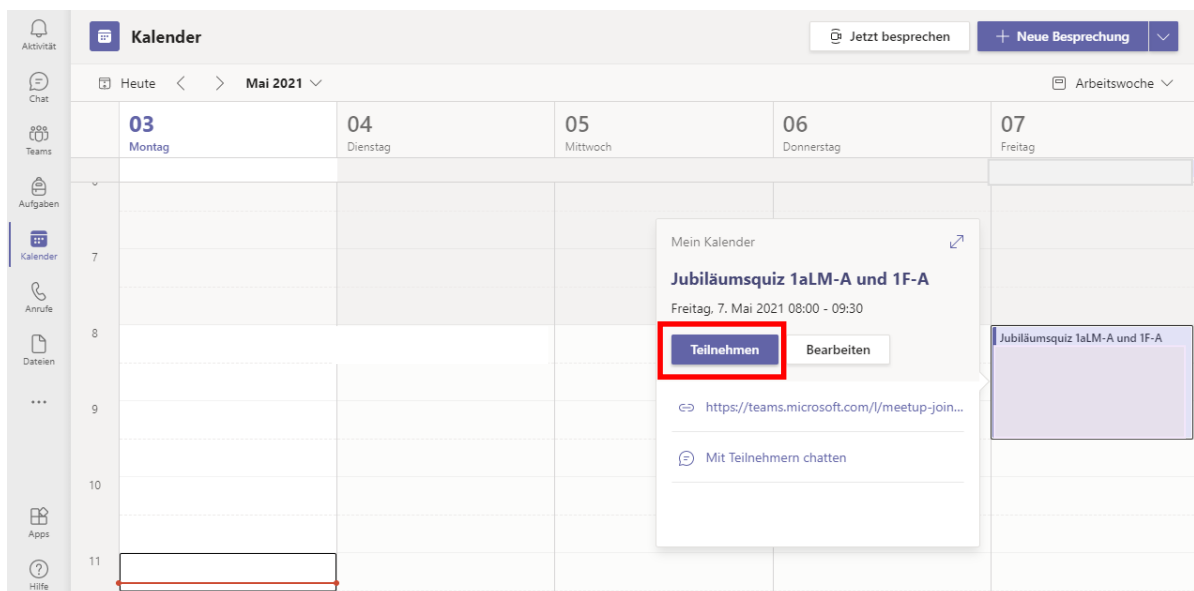 Aktivität
Chat
Teams
Aufgaben
Kalender
Anrufe
Dateien
...
Apps
Hilfe
Kalender
Jetzt besprechen
+ Neue Besprechung
Heute
Mai 2021
Arbeitswoche
03
Montag
04
Dienstag
05
Mittwoch
06
Donnerstag
07
Freitag
7
8
9
10
11
Mein Kalender
Jubiläumsquiz 1aLM-A und 1F-A
Freitag, 7. Mai 2021 08:00 - 09:30
Teilnehmen
Bearbeiten
https://teams.microsoft.com/l/meetup-join...
Mit Teilnehmern chatten
Jubiläumsquiz 1aLM-A und 1F-A